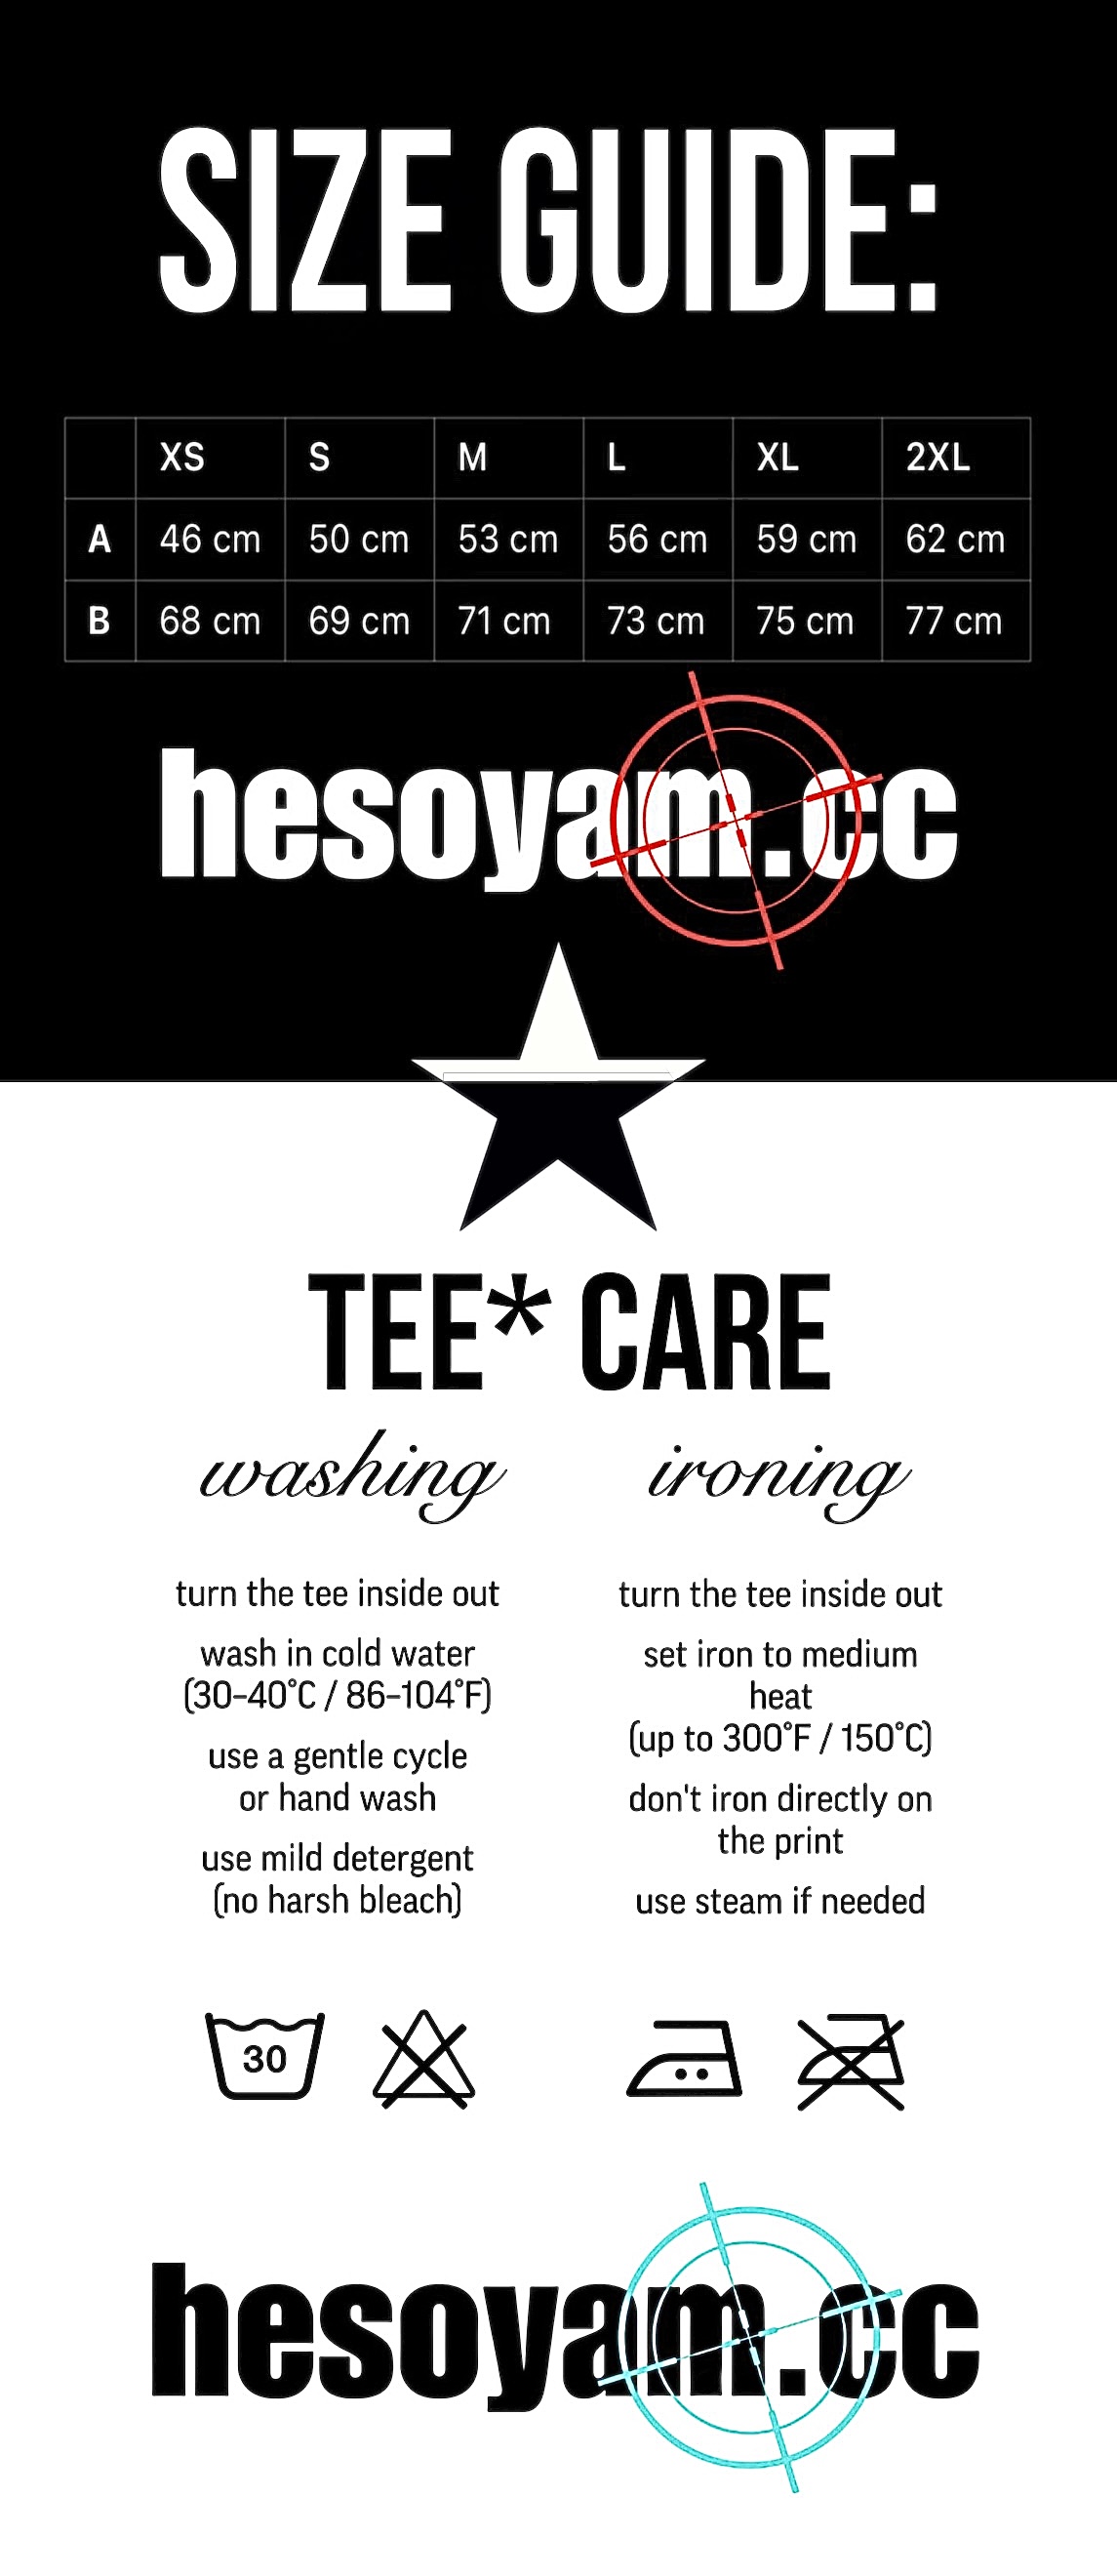 SIZE GUIDE:
XS S M L XL 2XL
A 46 cm 50 cm 53 cm 56 cm 59 cm 62 cm
B 68 cm 69 cm 71 cm 73 cm 75 cm 77 cm
hesoyam.cc
TEE* CARE
washing
turn the tee inside out
wash in cold water
(30-40°C / 86-104°F)
use a gentle cycle
or hand wash
use mild detergent
(no harsh bleach)
30
ironing
turn the tee inside out
set iron to medium
heat
(up to 300°F / 150°C)
don't iron directly on
the print
use steam if needed
hesoyam.cc